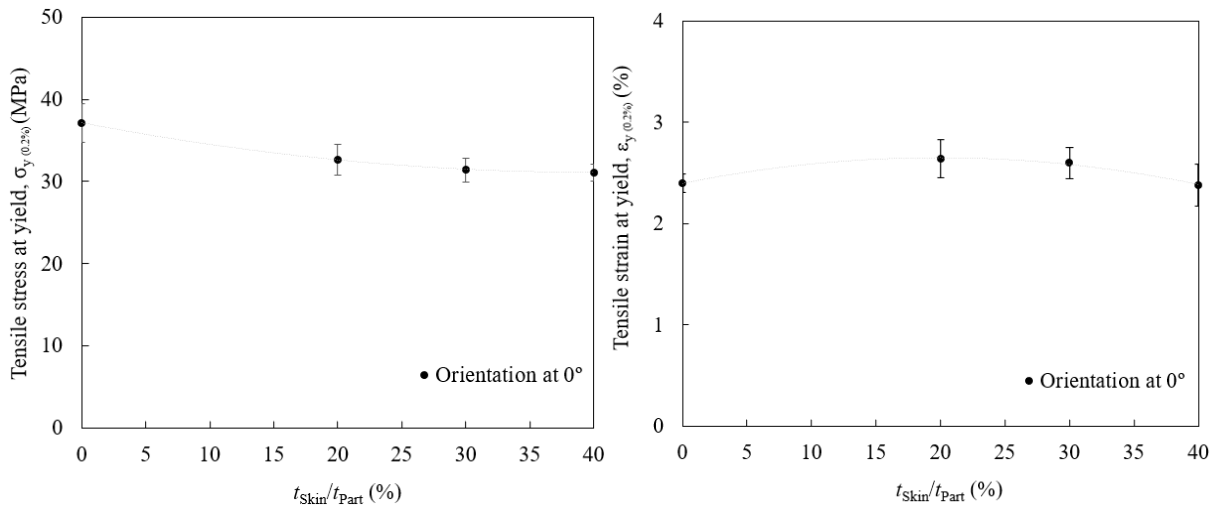 Tensile stress at yield, σy (0.2%) (MPa)
50
40
30
20
10
0
Orientation at 0º
0 5 10 15 20 25 30 35 40
tSkin/tPart (%)
Tensile strain at yield, εy (0.2%) (%)
4
3
2
1
0
Orientation at 0º
0 5 10 15 20 25 30 35 40
tSkin/tPart (%)